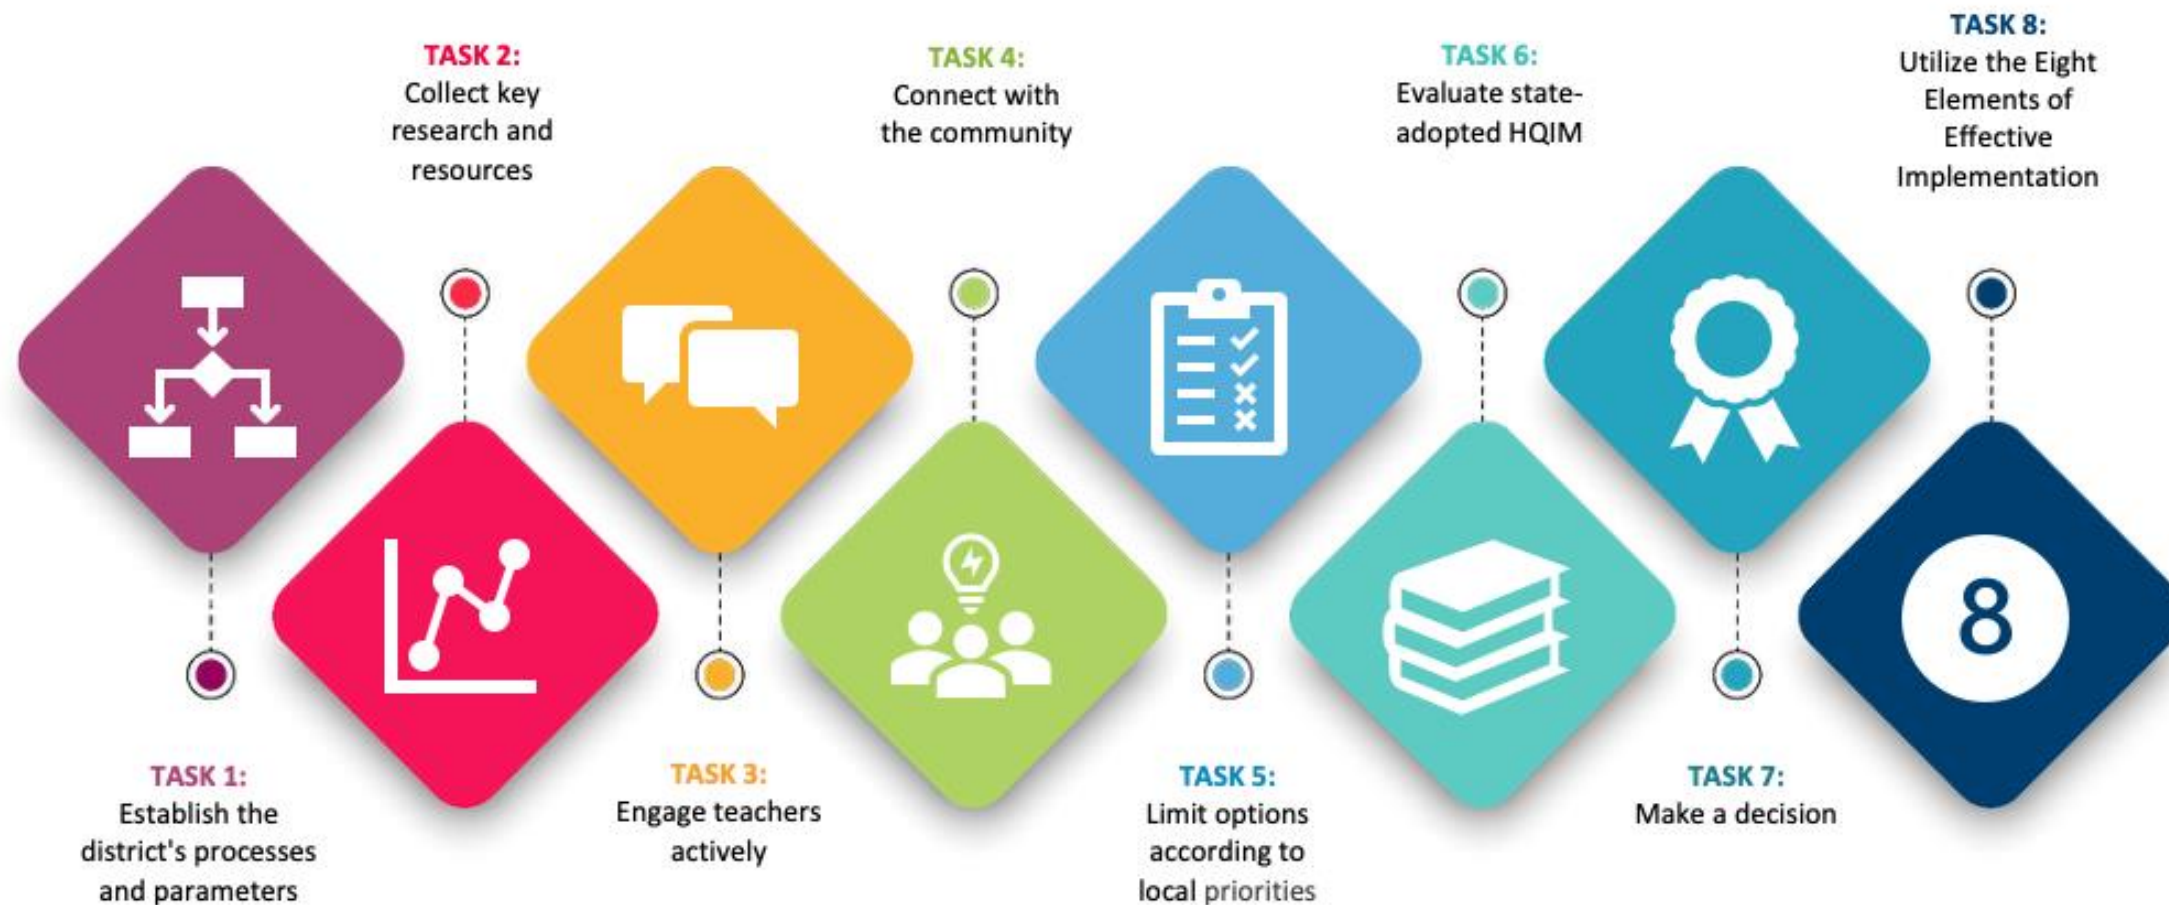 TASK 1:
Establish the
district's processes
and parameters
TASK 2:
Collect key
research and
resources
TASK 3:
Engage teachers
actively
TASK 4:
Connect with
the community
TASK 5:
Limit options
according to
local priorities
TASK 6:
Evaluate state-
adopted HQIM
TASK 7:
Make a decision
TASK 8:
Utilize the Eight
Elements of
Effective
Implementation
8